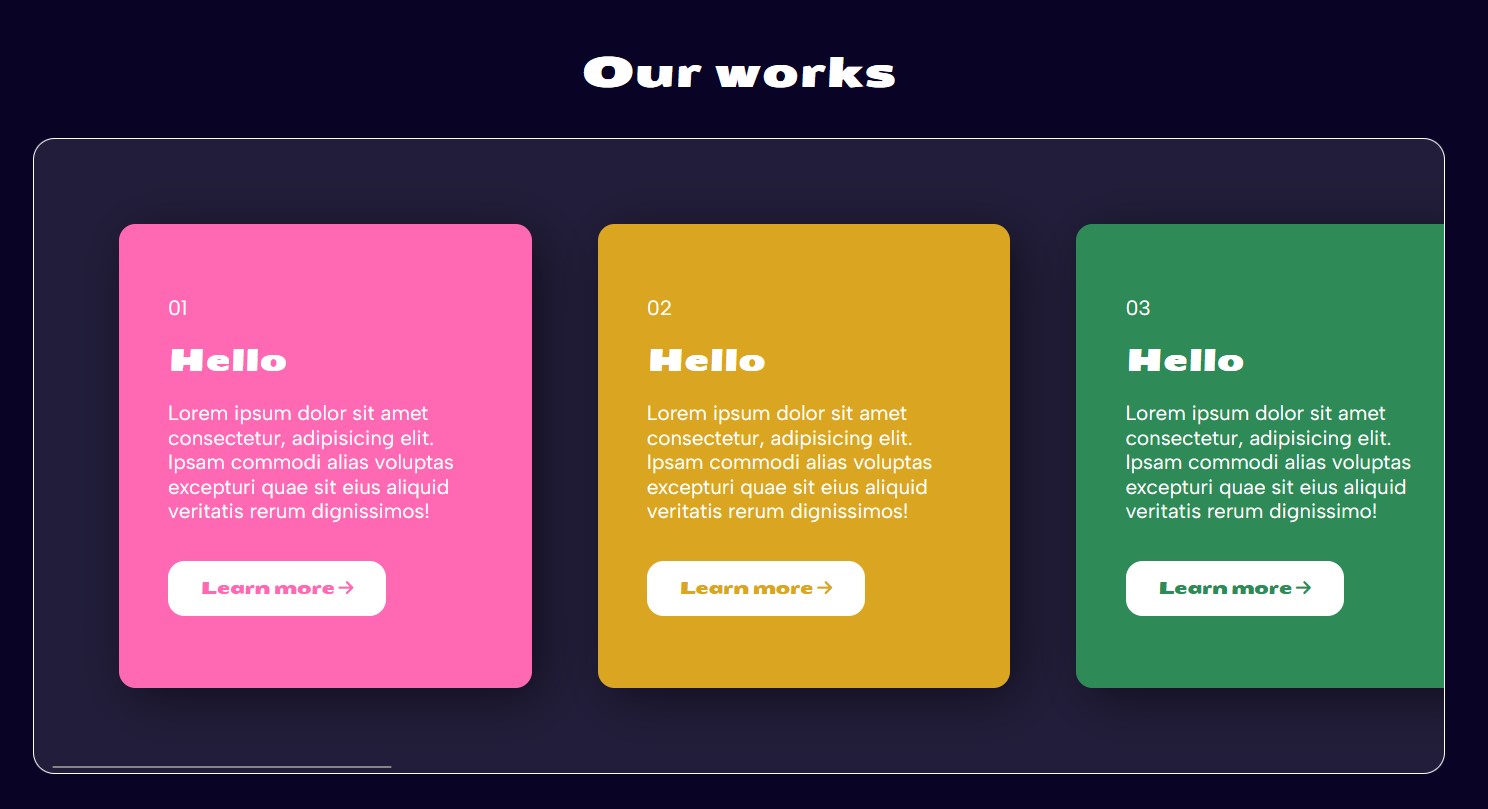 Our works
01
Hello
Lorem ipsum dolor sit amet
consectetur, adipisicing elit.
Ipsam commodi alias voluptas
excepturi quae sit eius aliquid
veritatis rerum dignissimos!
Learn more →
02
Hello
Lorem ipsum dolor sit amet
consectetur, adipisicing elit.
Ipsam commodi alias voluptas
excepturi quae sit eius aliquid
veritatis rerum dignissimos!
Learn more →
03
Hello
Lorem ipsum dolor sit amet
consectetur, adipisicing elit.
Ipsam commodi alias voluptas
excepturi quae sit eius aliquid
veritatis rerum dignissimo!
Learn more →